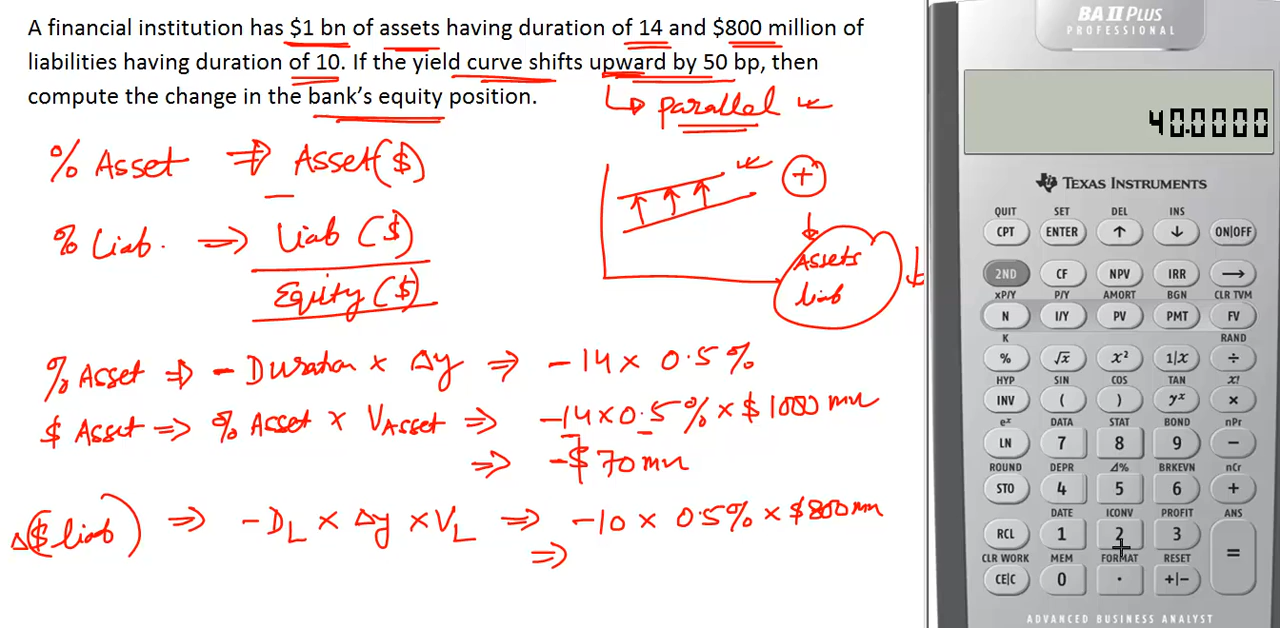 A financial institution has $1 bn of assets having duration of 14 and $800 million of
liabilities having duration of 10. If the yield curve shifts upward by 50 bp, then
compute the change in the bank's equity position.
parallel
% Asset ⇒ Asset($)
% Liab. ⇒ Liab ($)
Equity ($)
+
Assets
liab
% Asset ⇒ - Duration x Δy ⇒ -14 x 0.5%
$ Asset ⇒ % Asset x VAsset ⇒ -14 x 0.5% x $1000 mn
⇒ -$70mn
Δ($ liab) ⇒ -DL x Δy x VL ⇒ -10 x 0.5% x $800mn
⇒
BA II PLUS
PROFESSIONAL
40.0000
TEXAS INSTRUMENTS
QUIT SET DEL INS
CPT ENTER ↑ ↓ ON|OFF
2ND CF NPV IRR →
xP/Y P/Y AMORT BGN CLR TVM
N I/Y PV PMT FV
K RAND
% √x x² 1/x ÷
HYP SIN COS TAN x!
INV ( ) yˣ ×
eˣ DATA STAT BOND nPr
LN 7 8 9 −
ROUND DEPR Δ% BRKEVN nCr
STO 4 5 6 +
DATE ICONV PROFIT ANS
RCL 1 2 3 =
CLR WORK MEM FORMAT RESET
CE|C 0 . +|−
ADVANCED BUSINESS ANALYST